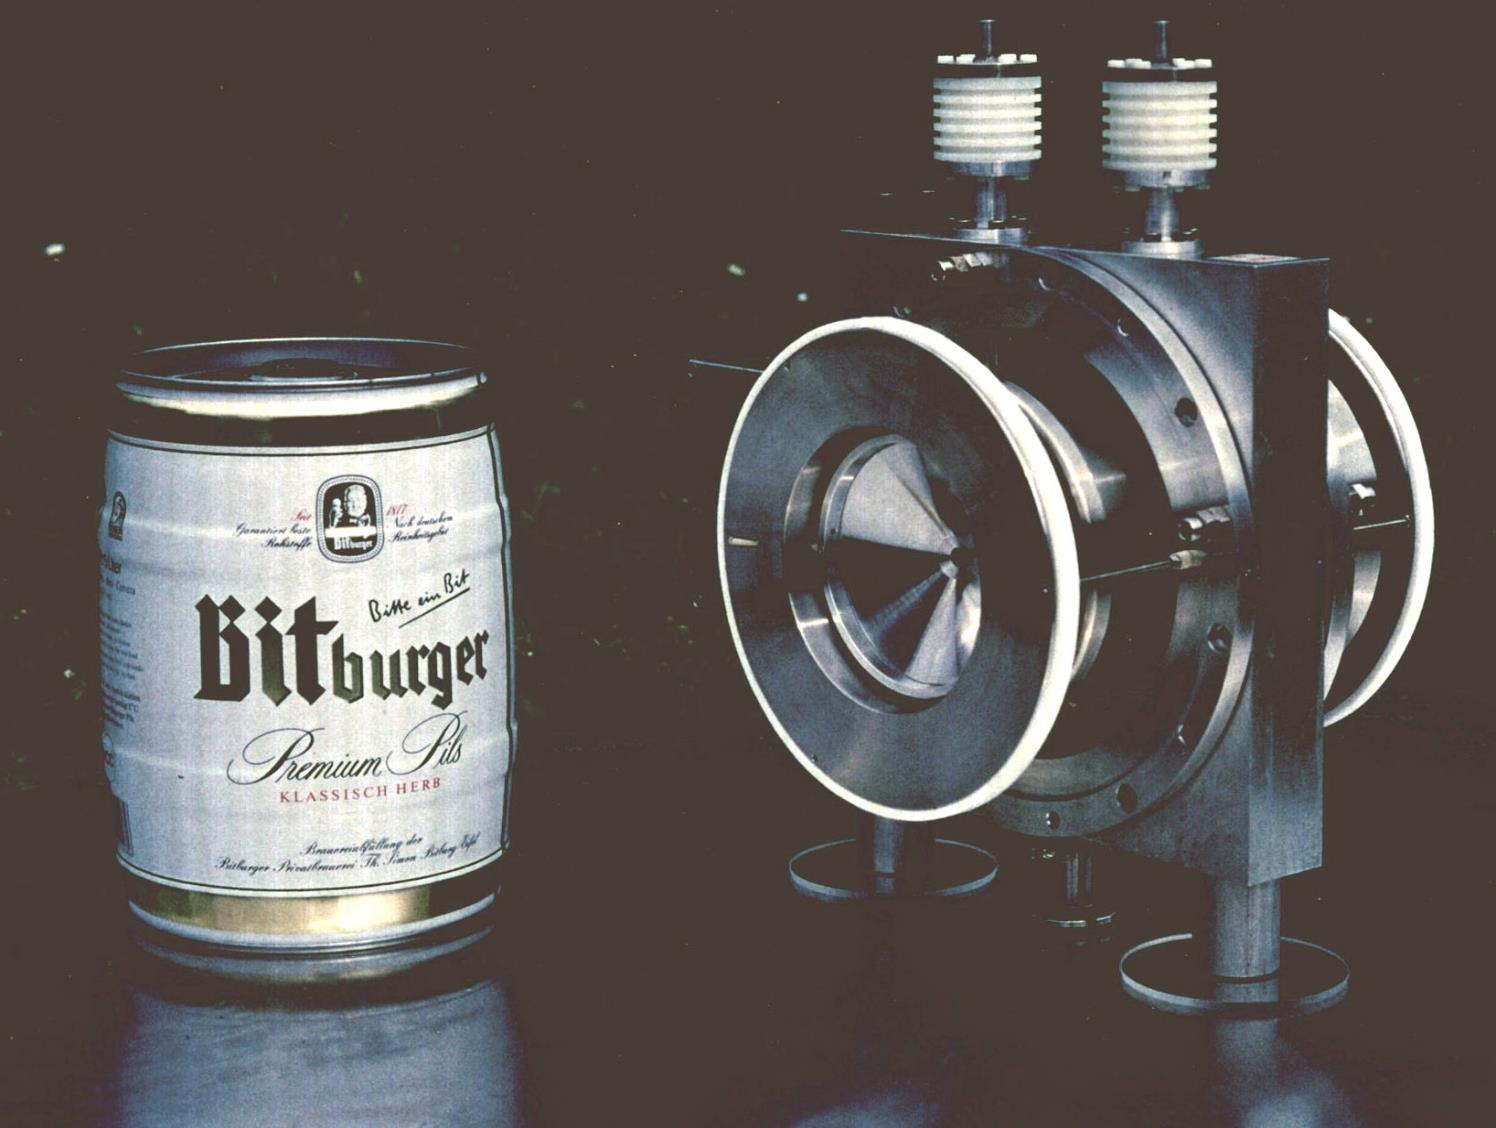 Seit 1817
Garantiert beste Nach deutschem
Rohstoffe Reinheitsgebot
Bitburger
Bitte ein Bit
Bitburger
Premium Pils
KLASSISCH HERB
Brauereiabfüllung der
Bitburger Privatbrauerei Th. Simon Bitburg/Eifel